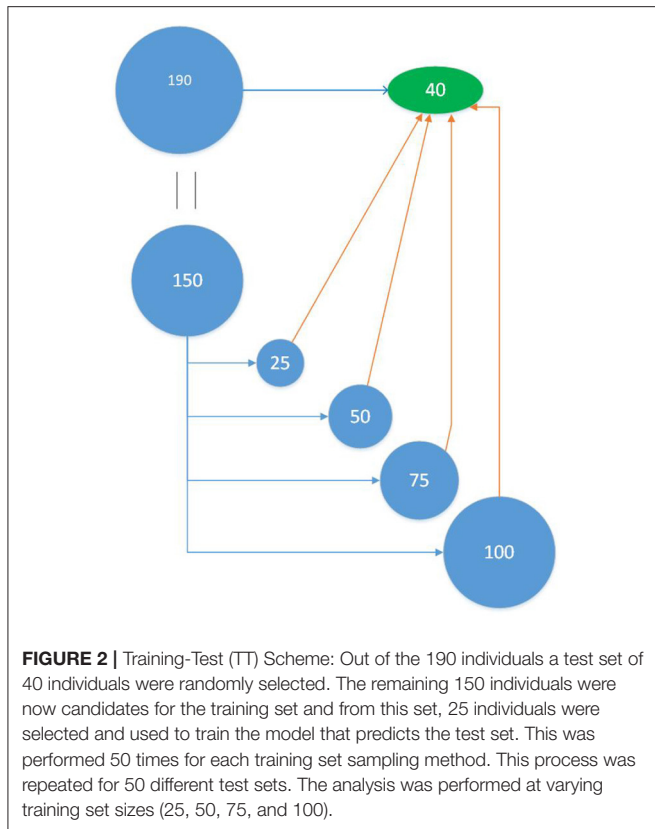 190
40
150
25
50
75
100
FIGURE 2 | Training-Test (TT) Scheme: Out of the 190 individuals a test set of
40 individuals were randomly selected. The remaining 150 individuals were
now candidates for the training set and from this set, 25 individuals were
selected and used to train the model that predicts the test set. This was
performed 50 times for each training set sampling method. This process was
repeated for 50 different test sets. The analysis was performed at varying
training set sizes (25, 50, 75, and 100).